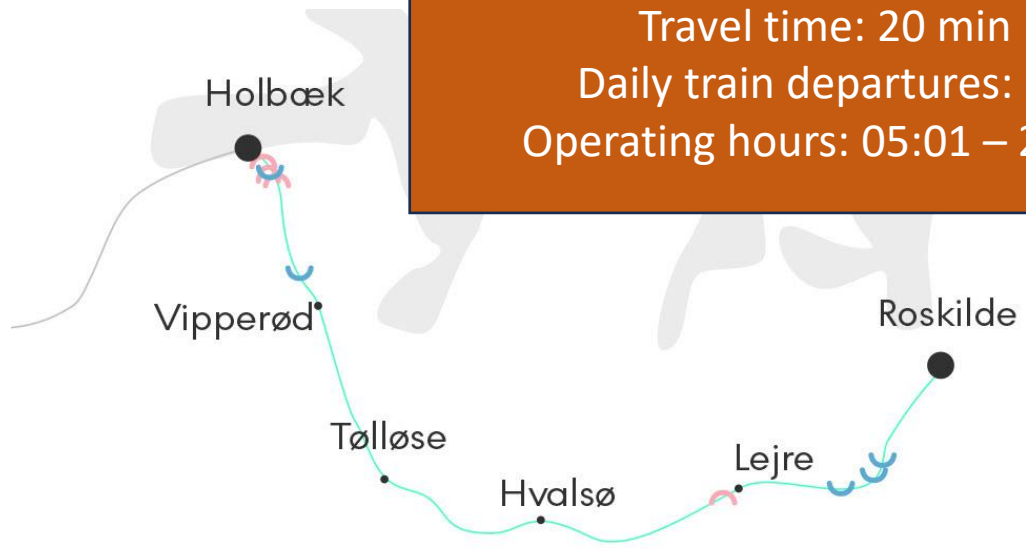 Travel time: 20 min
Daily train departures:
Operating hours: 05:01 –
Holbæk
Vipperød
Roskilde
Tølløse
Lejre
Hvalsø